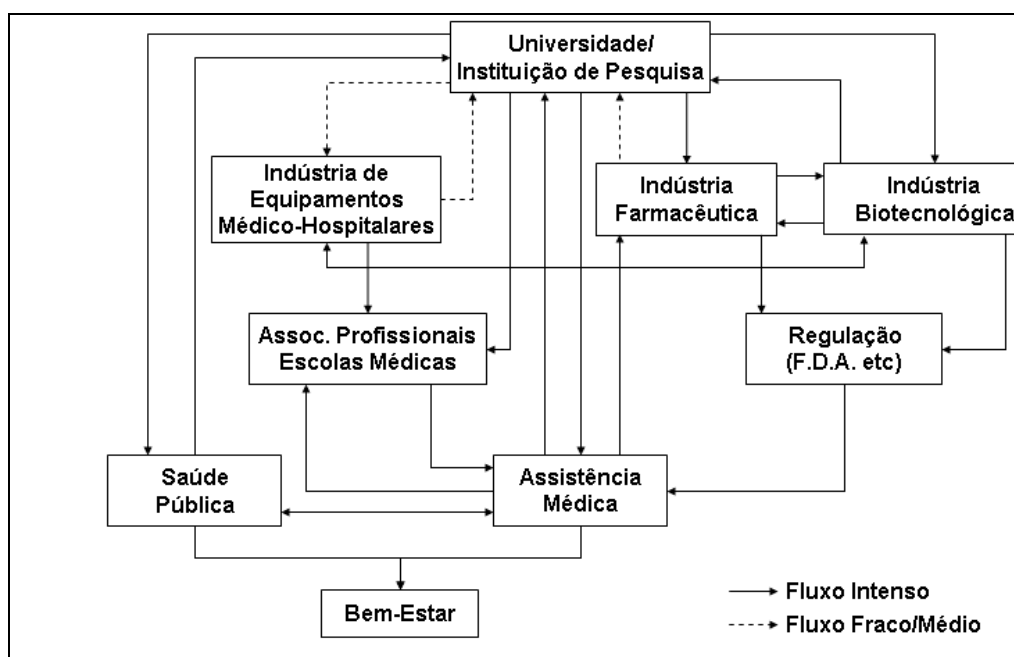 Universidade/
Instituição de Pesquisa
Indústria de
Equipamentos
Médico-Hospitalares
Indústria
Farmacêutica
Indústria
Biotecnológica
Assoc. Profissionais
Escolas Médicas
Regulação
(F.D.A. etc)
Saúde
Pública
Assistência
Médica
Bem-Estar
Fluxo Intenso
Fluxo Fraco/Médio